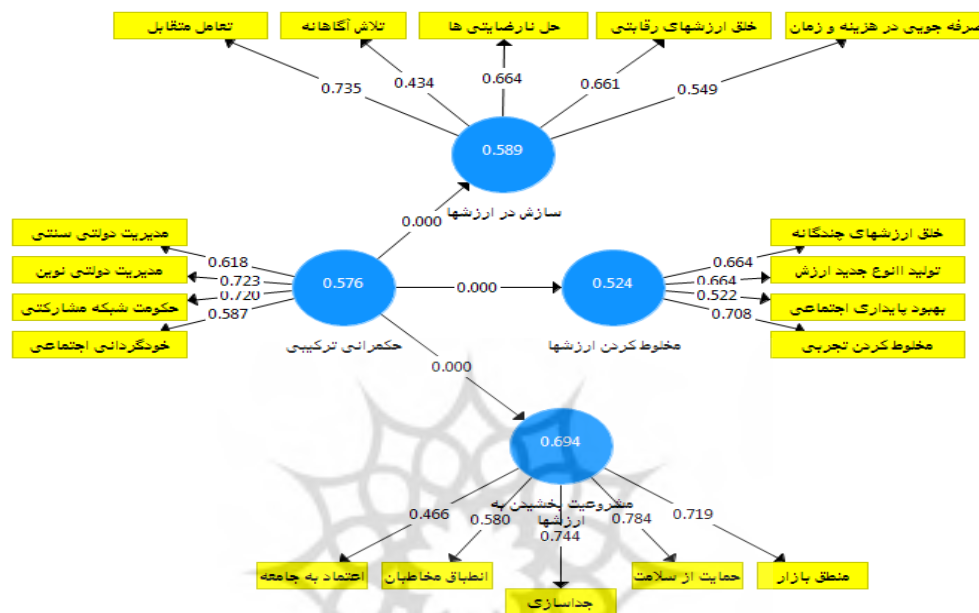 تعامل متقابل
تلاش آگاهانه
حل نارضایتی ها
خلق ارزشهای رقابتی
صرفه جویی در هزینه و زمان
0.735
0.434
0.664
0.661
0.549
0.589
سازش در ارزشها
0.000
مدیریت دولتی سنتی
مدیریت دولتی نوین
حکومت شبکه مشارکتی
خودگردانی اجتماعی
0.618
0.723
0.720
0.587
0.576
حکمرانی ترکیبی
0.000
0.524
مخلوط کردن ارزشها
خلق ارزشهای چندگانه
تولید اانوع جدید ارزش
بهبود پایداری اجتماعی
مخلوط کردن تجربی
0.664
0.664
0.522
0.708
0.000
0.694
مشروعیت بخشیدن به
ارزشها
0.466
0.580
0.744
0.784
0.719
اعتماد به جامعه
انطباق مخاطبان
جداسازی
حمایت از سلامت
منطق بازار